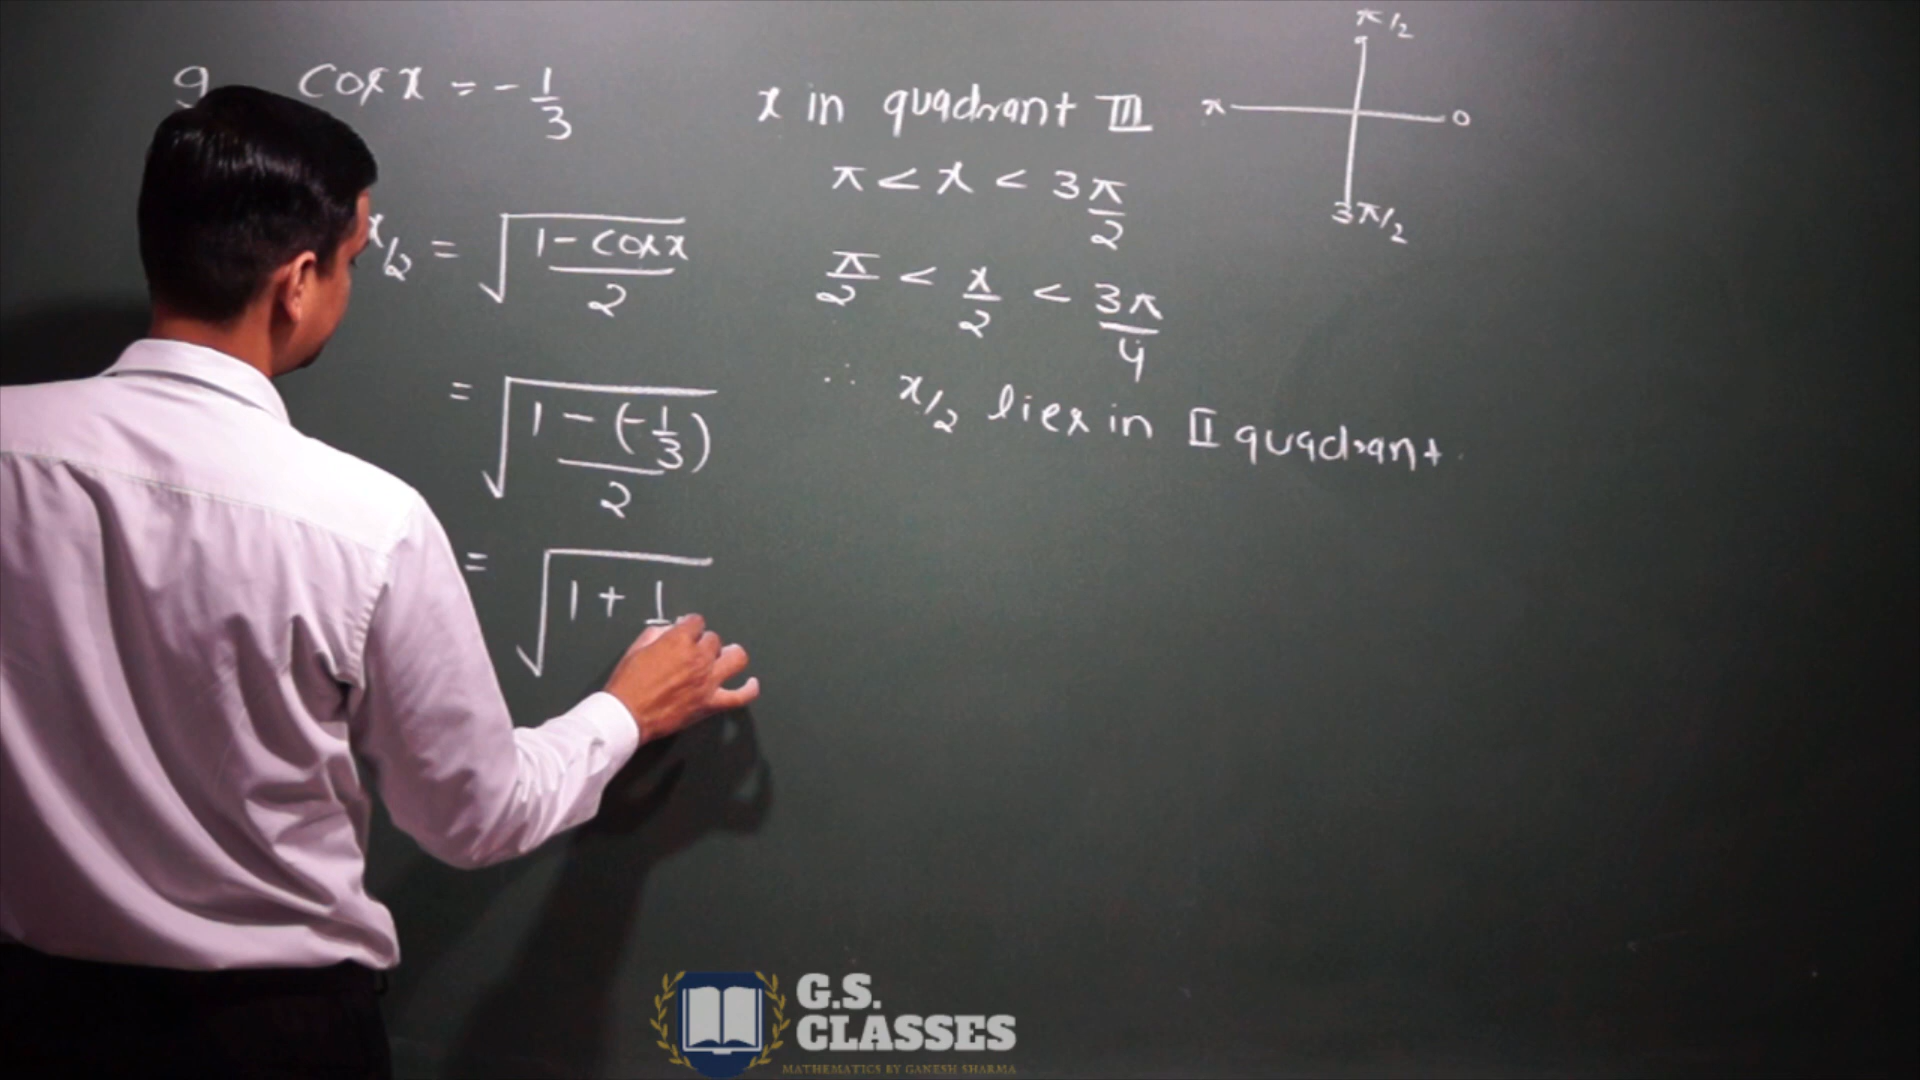 9 cos x = - 1/3
x in quadrant III
π/2
π
0
3π/2
π < x < 3π/2
x/2 = √((1 - cos x)/2)
π/2 < x/2 < 3π/4
= √((1 - (-1/3))/2)
∴ x/2 lies in II quadrant.
= √(1 + 1
G.S.
CLASSES
MATHEMATICS BY GANESH SHARMA